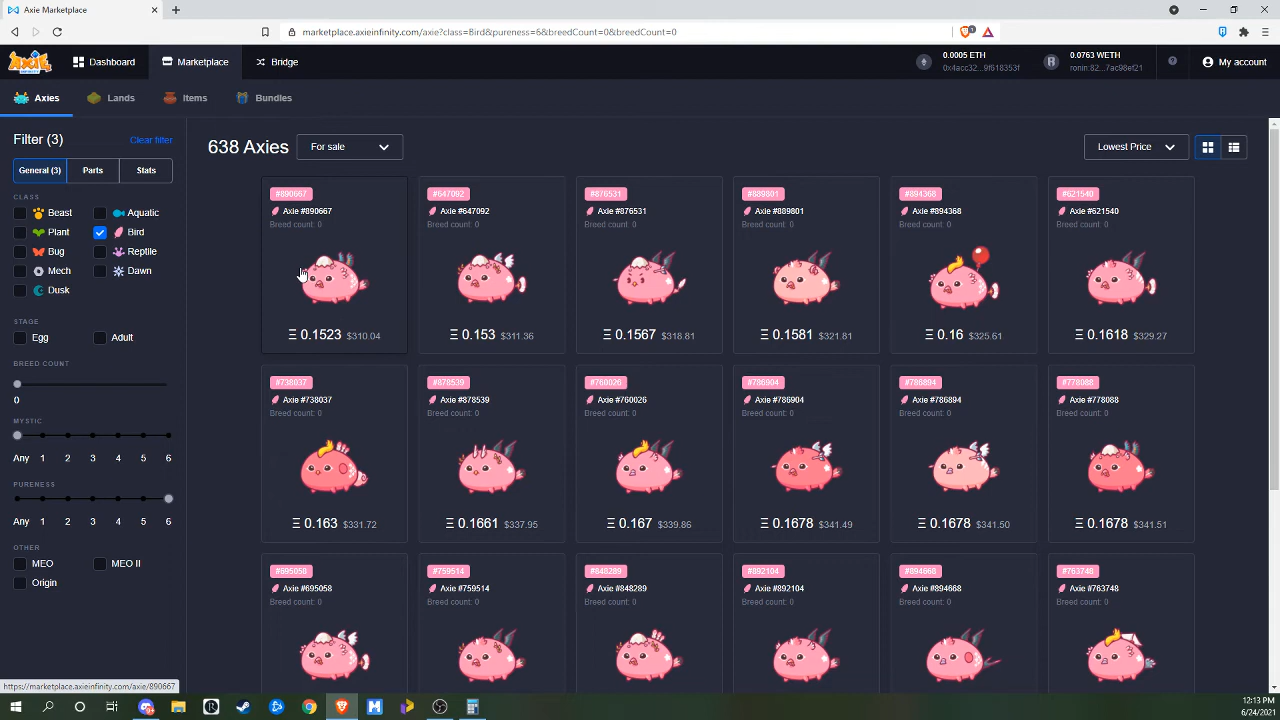 Axie Marketplace
marketplace.axieinfinity.com/axie?class=Bird&pureness=6&breedCount=0&breedCount=0
AXIE INFINITY
Dashboard
Marketplace
Bridge
0.0005 ETH
0x4acc32...9f618353f
0.0763 WETH
ronin:82...7ac98ef21
My account
Axies
Lands
Items
Bundles
Filter (3)
Clear filter
General (3)
Parts
Stats
CLASS
Beast
Aquatic
Plant
Bird
Bug
Reptile
Mech
Dawn
Dusk
STAGE
Egg
Adult
BREED COUNT
0
MYSTIC
Any 1 2 3 4 5 6
PURENESS
Any 1 2 3 4 5 6
OTHER
MEO
MEO II
Origin
638 Axies
For sale
Lowest Price
#890667
Axie #890667
Breed count: 0
Ξ 0.1523 $310.04
#647092
Axie #647092
Breed count: 0
Ξ 0.153 $311.36
#876531
Axie #876531
Breed count: 0
Ξ 0.1567 $318.81
#889801
Axie #889801
Breed count: 0
Ξ 0.1581 $321.81
#894368
Axie #894368
Breed count: 0
Ξ 0.16 $325.61
#621540
Axie #621540
Breed count: 0
Ξ 0.1618 $329.27
#738037
Axie #738037
Breed count: 0
Ξ 0.163 $331.72
#878539
Axie #878539
Breed count: 0
Ξ 0.1661 $337.95
#760026
Axie #760026
Breed count: 0
Ξ 0.167 $339.86
#786904
Axie #786904
Breed count: 0
Ξ 0.1678 $341.49
#786894
Axie #786894
Breed count: 0
Ξ 0.1678 $341.50
#778088
Axie #778088
Breed count: 0
Ξ 0.1678 $341.51
#695058
Axie #695058
Breed count: 0
#759514
Axie #759514
Breed count: 0
#848289
Axie #848289
Breed count: 0
#892104
Axie #892104
Breed count: 0
#894668
Axie #894668
Breed count: 0
#763748
Axie #763748
Breed count: 0
https://marketplace.axieinfinity.com/axie/890667
12:13 PM
6/24/2021